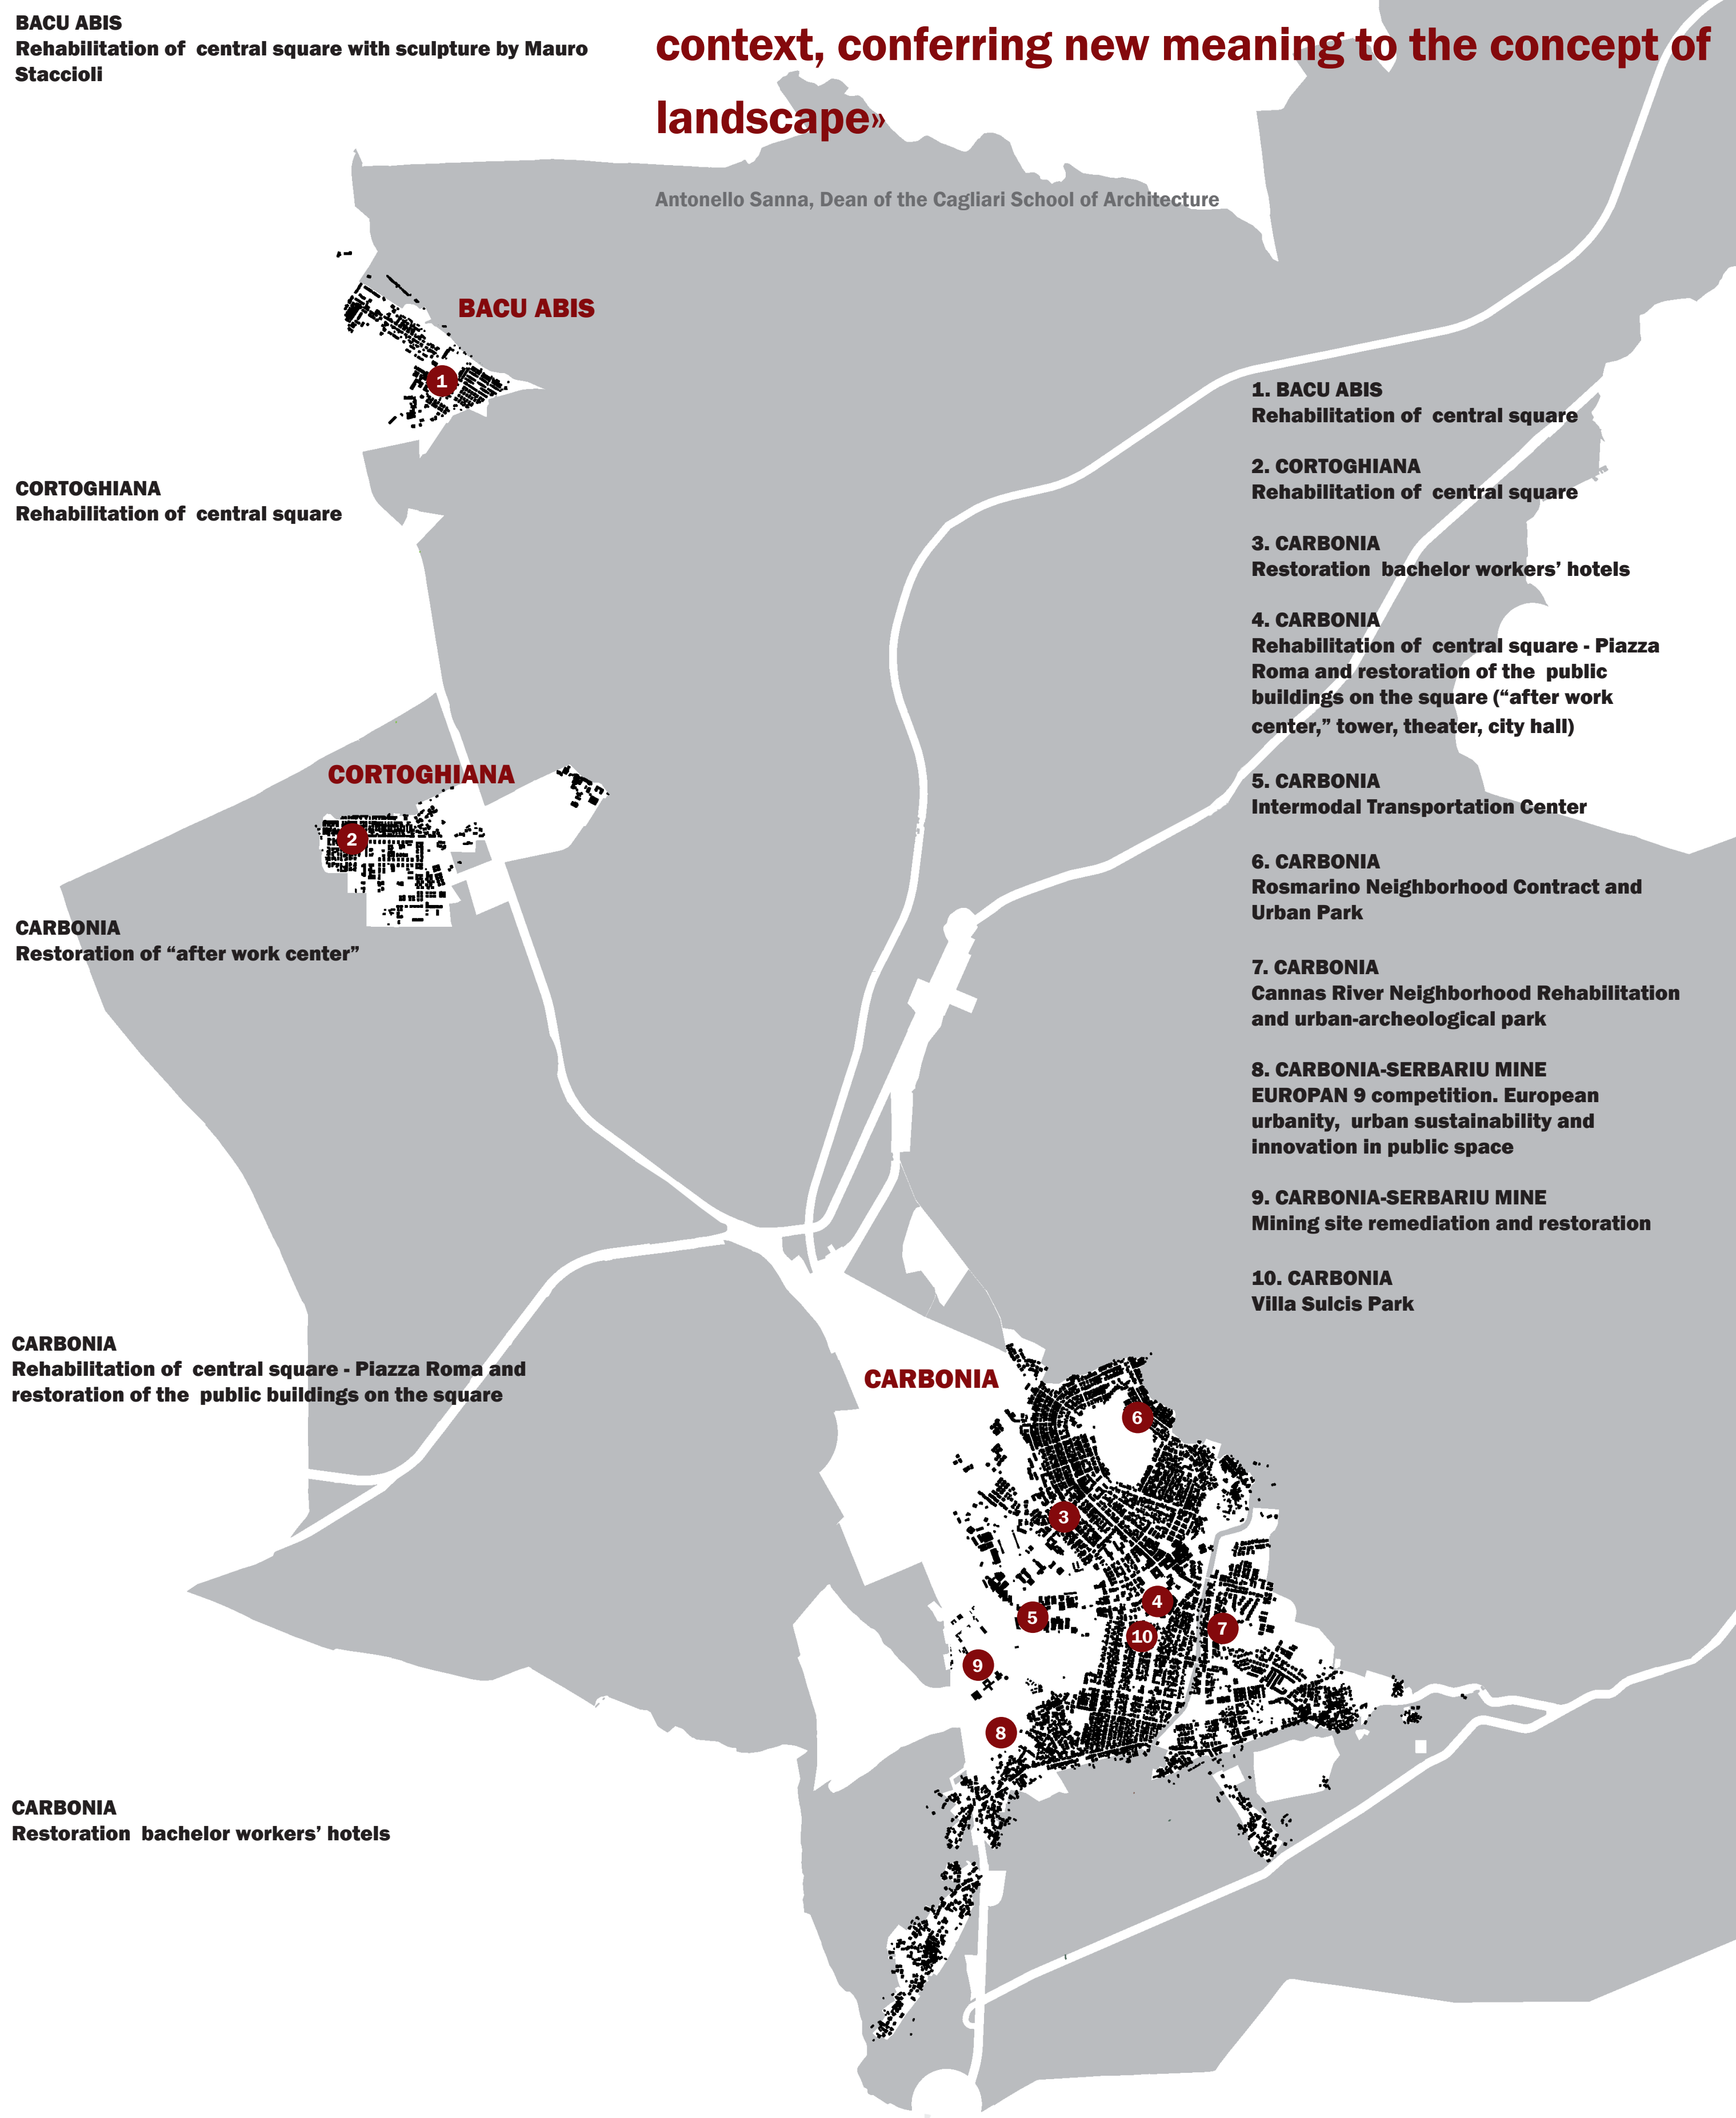 BACU ABIS
Rehabilitation of central square with sculpture by Mauro
Staccioli
context, conferring new meaning to the concept of
landscape»
Antonello Sanna, Dean of the Cagliari School of Architecture
BACU ABIS
1
CORTOGHIANA
Rehabilitation of central square
CORTOGHIANA
2
CARBONIA
Restoration of “after work center”
CARBONIA
Rehabilitation of central square - Piazza Roma and
restoration of the public buildings on the square
CARBONIA
Restoration bachelor workers’ hotels
1. BACU ABIS
Rehabilitation of central square
2. CORTOGHIANA
Rehabilitation of central square
3. CARBONIA
Restoration bachelor workers’ hotels
4. CARBONIA
Rehabilitation of central square - Piazza
Roma and restoration of the public
buildings on the square (“after work
center,” tower, theater, city hall)
5. CARBONIA
Intermodal Transportation Center
6. CARBONIA
Rosmarino Neighborhood Contract and
Urban Park
7. CARBONIA
Cannas River Neighborhood Rehabilitation
and urban-archeological park
8. CARBONIA-SERBARIU MINE
EUROPAN 9 competition. European
urbanity, urban sustainability and
innovation in public space
9. CARBONIA-SERBARIU MINE
Mining site remediation and restoration
10. CARBONIA
Villa Sulcis Park
CARBONIA
6
3
4
5
7
10
9
8